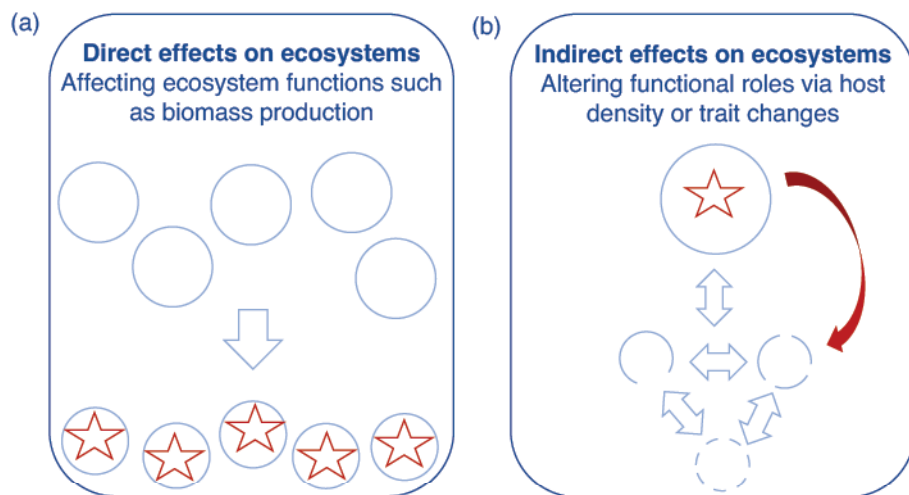 (a)
Direct effects on ecosystems
Affecting ecosystem functions such
as biomass production
(b)
Indirect effects on ecosystems
Altering functional roles via host
density or trait changes